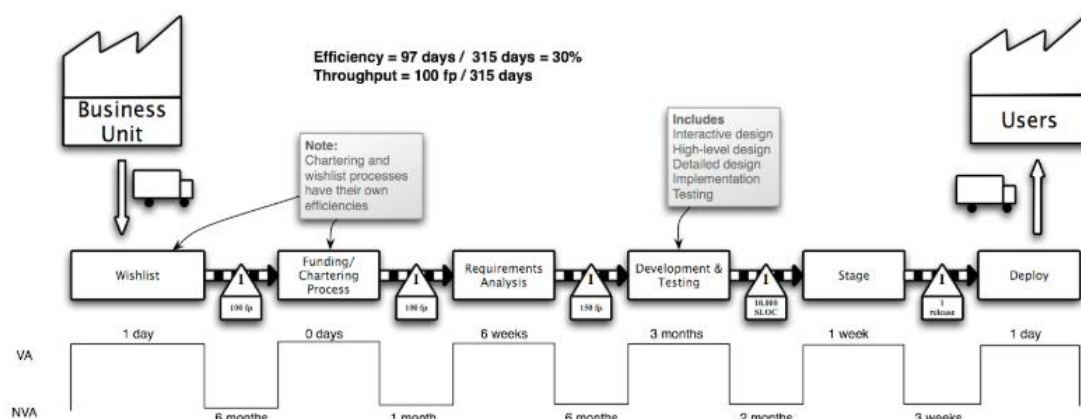 Efficiency = 97 days / 315 days = 30%
Throughput = 100 fp / 315 days
Business
Unit
Users
Note:
Chartering and
wishlist processes
have their own
efficiencies
Includes
Interactive design
High-level design
Detailed design
Implementation
Testing
Wishlist
Funding/
Chartering
Process
Requirements
Analysis
Development &
Testing
Stage
Deploy
I
100 fp
I
100 fp
I
150 fp
I
10,000
SLOC
I
1
release
VA
1 day
0 days
6 weeks
3 months
1 week
1 day
NVA
6 months
1 month
6 months
2 months
3 weeks